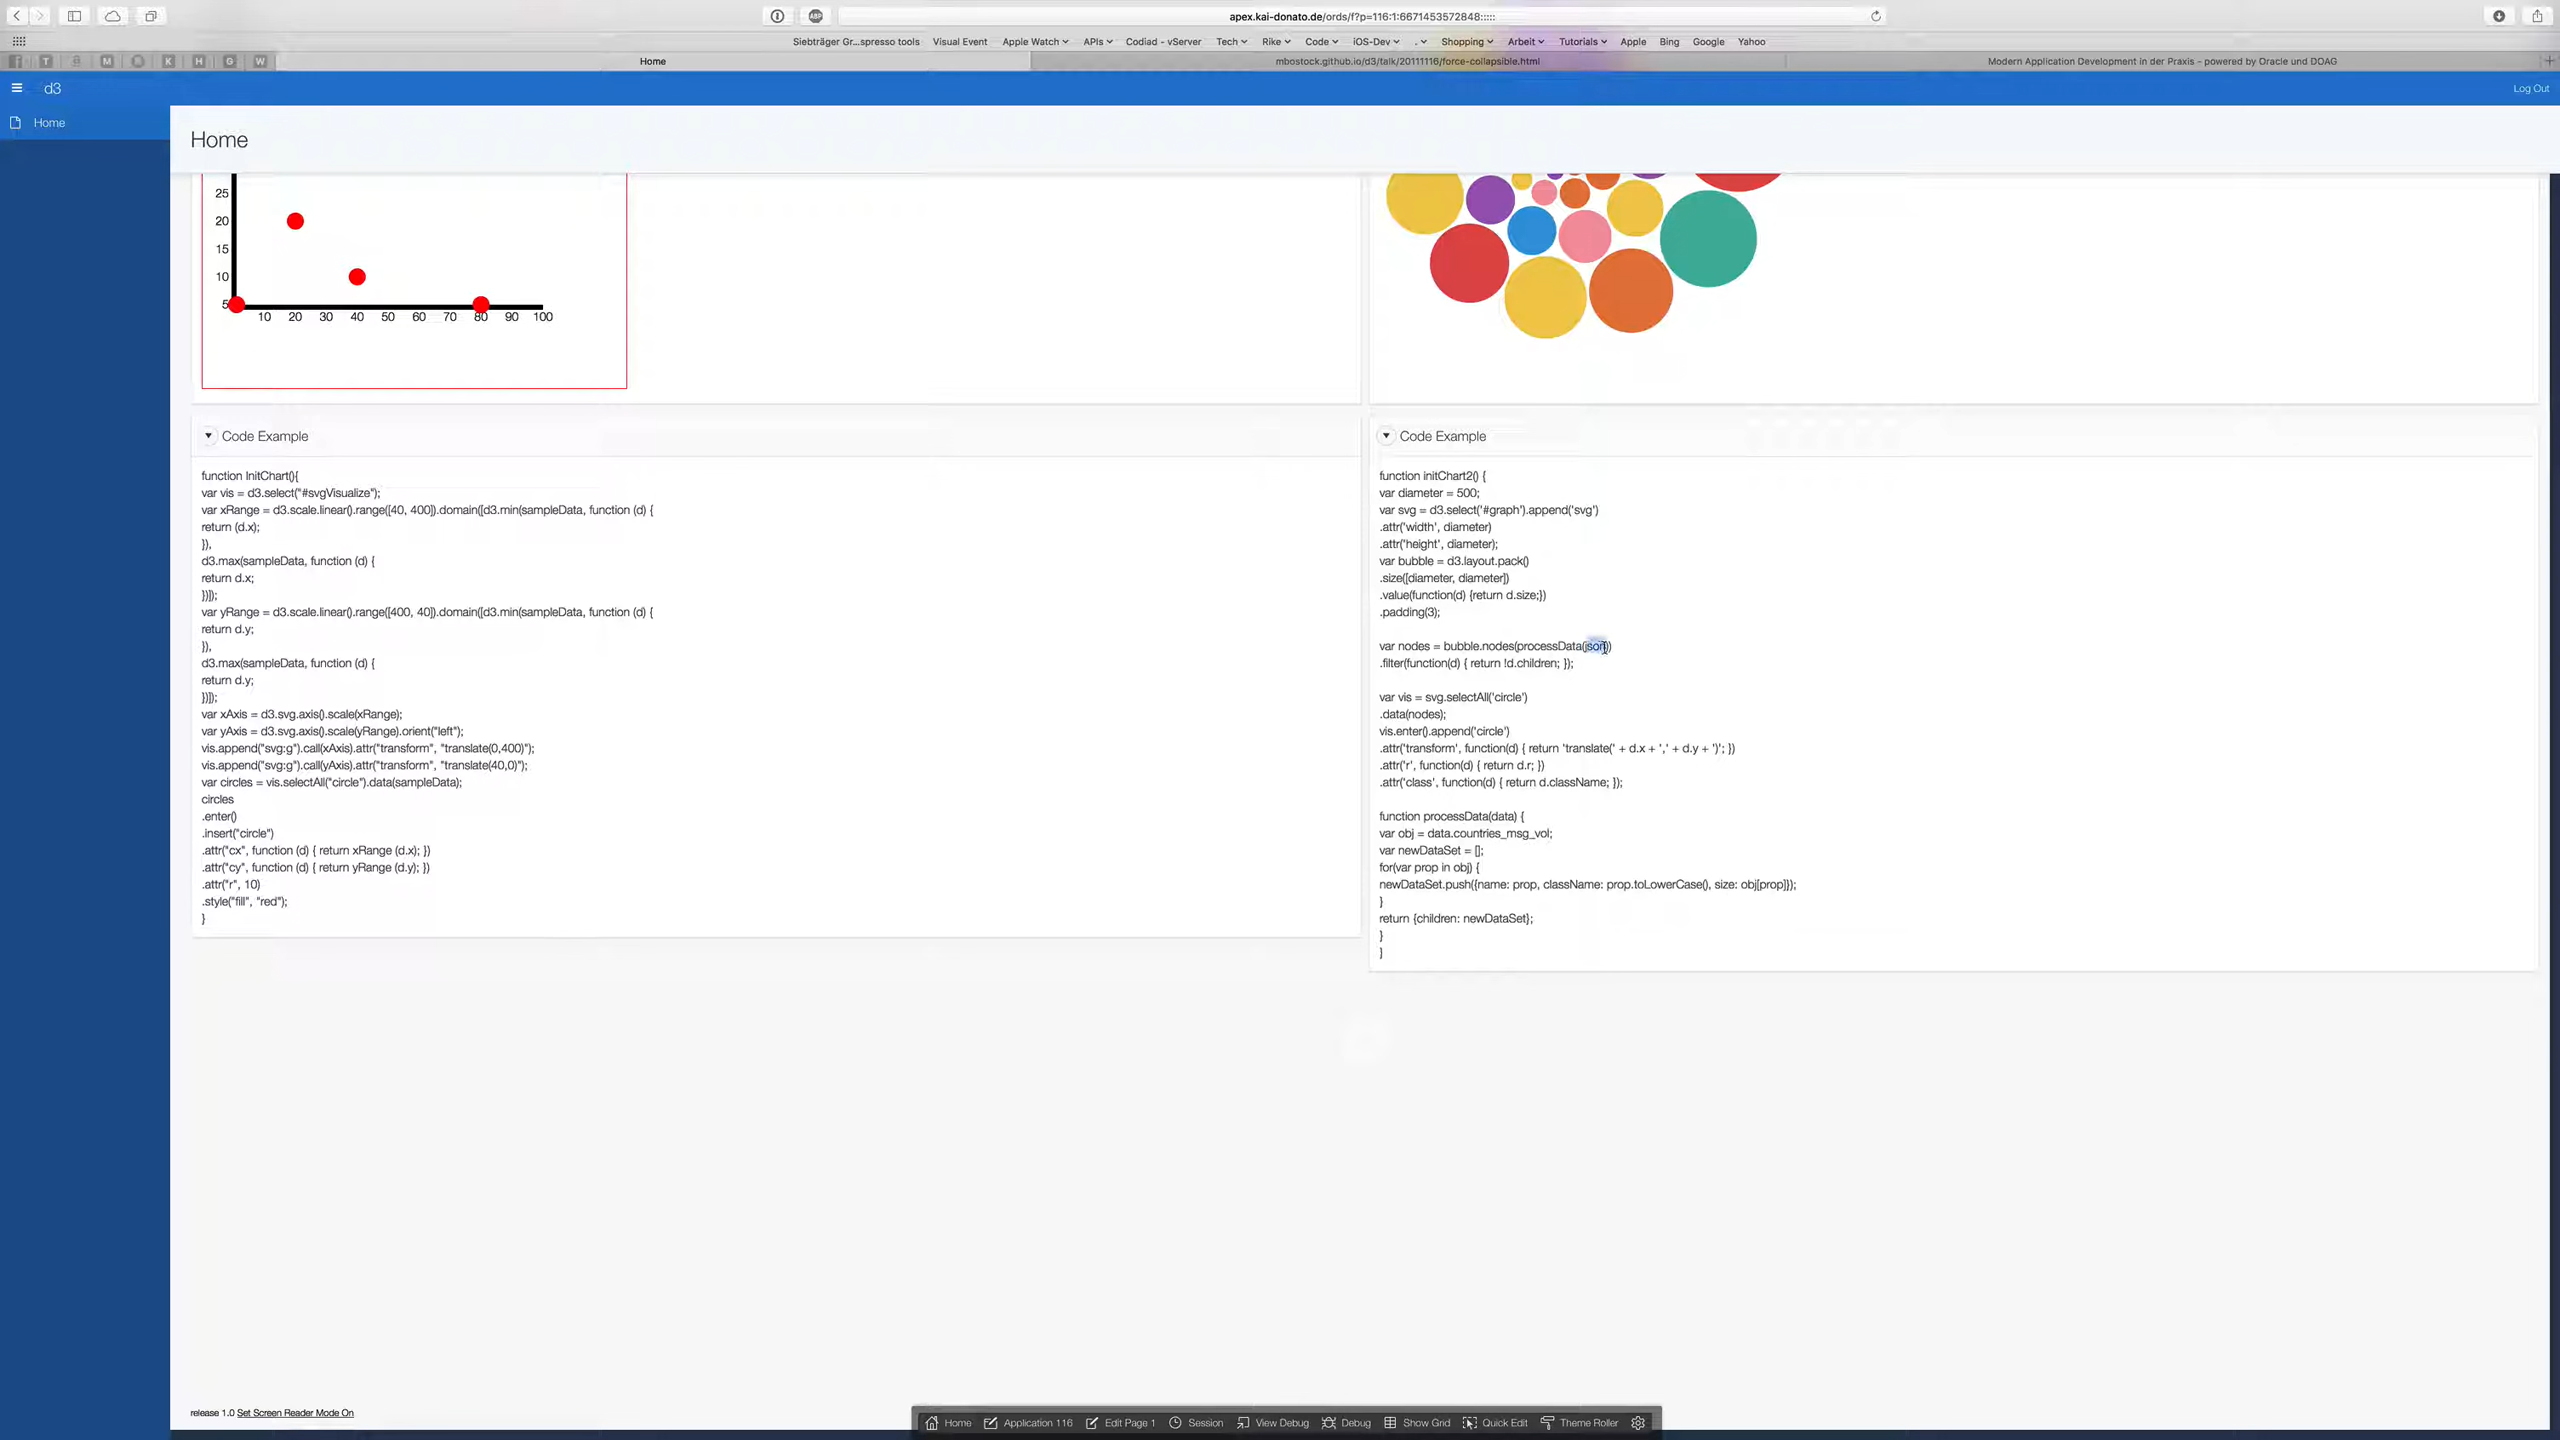 apex.kai-donato.de/ords/f?p=116:1:6671453572848:::::
Siebträger Gr...spresso tools Visual Event Apple Watch APIs Codiad - vServer Tech Rike Code iOS-Dev . Shopping Arbeit Tutorials Apple Bing Google Yahoo
T M K H G W Home mbostock.github.io/d3/talk/20111116/force-collapsible.html Modern Application Development in der Praxis - powered by Oracle und DOAG
d3 Log Out
Home
Home
25
20
15
10
5
10 20 30 40 50 60 70 80 90 100
Code Example
function InitChart(){
var vis = d3.select("#svgVisualize");
var xRange = d3.scale.linear().range([40, 400]).domain([d3.min(sampleData, function (d) {
return (d.x);
}),
d3.max(sampleData, function (d) {
return d.x;
})]);
var yRange = d3.scale.linear().range([400, 40]).domain([d3.min(sampleData, function (d) {
return d.y;
}),
d3.max(sampleData, function (d) {
return d.y;
})]);
var xAxis = d3.svg.axis().scale(xRange);
var yAxis = d3.svg.axis().scale(yRange).orient("left");
vis.append("svg:g").call(xAxis).attr("transform", "translate(0,400)");
vis.append("svg:g").call(yAxis).attr("transform", "translate(40,0)");
var circles = vis.selectAll("circle").data(sampleData);
circles
.enter()
.insert("circle")
.attr("cx", function (d) { return xRange (d.x); })
.attr("cy", function (d) { return yRange (d.y); })
.attr("r", 10)
.style("fill", "red");
}
Code Example
function initChart2() {
var diameter = 500;
var svg = d3.select('#graph').append('svg')
.attr('width', diameter)
.attr('height', diameter);
var bubble = d3.layout.pack()
.size([diameter, diameter])
.value(function(d) {return d.size;})
.padding(3);
var nodes = bubble.nodes(processData(json))
.filter(function(d) { return !d.children; });
var vis = svg.selectAll('circle')
.data(nodes);
vis.enter().append('circle')
.attr('transform', function(d) { return 'translate(' + d.x + ',' + d.y + ')'; })
.attr('r', function(d) { return d.r; })
.attr('class', function(d) { return d.className; });
function processData(data) {
var obj = data.countries_msg_vol;
var newDataSet = [];
for(var prop in obj) {
newDataSet.push({name: prop, className: prop.toLowerCase(), size: obj[prop]});
}
return {children: newDataSet};
}
}
release 1.0 Set Screen Reader Mode On
Home Application 116 Edit Page 1 Session View Debug Debug Show Grid Quick Edit Theme Roller